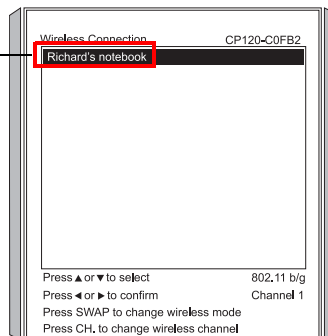 Wireless Connection CP120-C0FB2
Richard's notebook
Press ▲ or ▼ to select 802.11 b/g
Press ◄ or ► to confirm Channel 1
Press SWAP to change wireless mode
Press CH. to change wireless channel